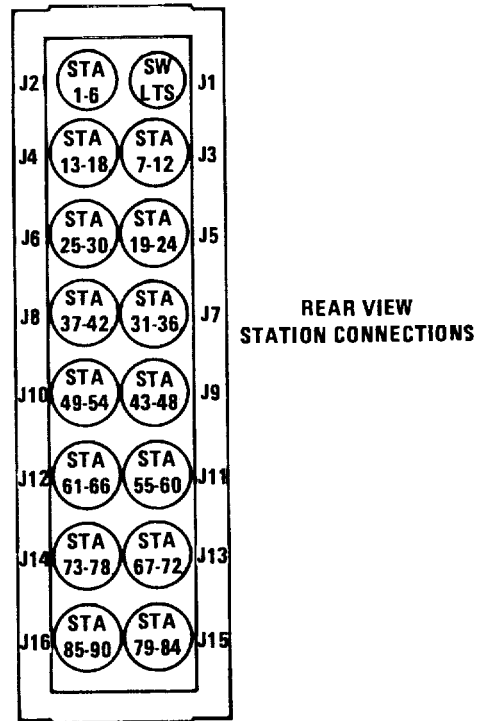 J2 STA SW J1
1-6 LTS
J4 STA STA J3
13-18 7-12
J6 STA STA J5
25-30 19-24
J8 STA STA J7
37-42 31-36
REAR VIEW
STATION CONNECTIONS
J10 STA STA J9
49-54 43-48
J12 STA STA J11
61-66 55-60
J14 STA STA J13
73-78 67-72
J16 STA STA J15
85-90 79-84